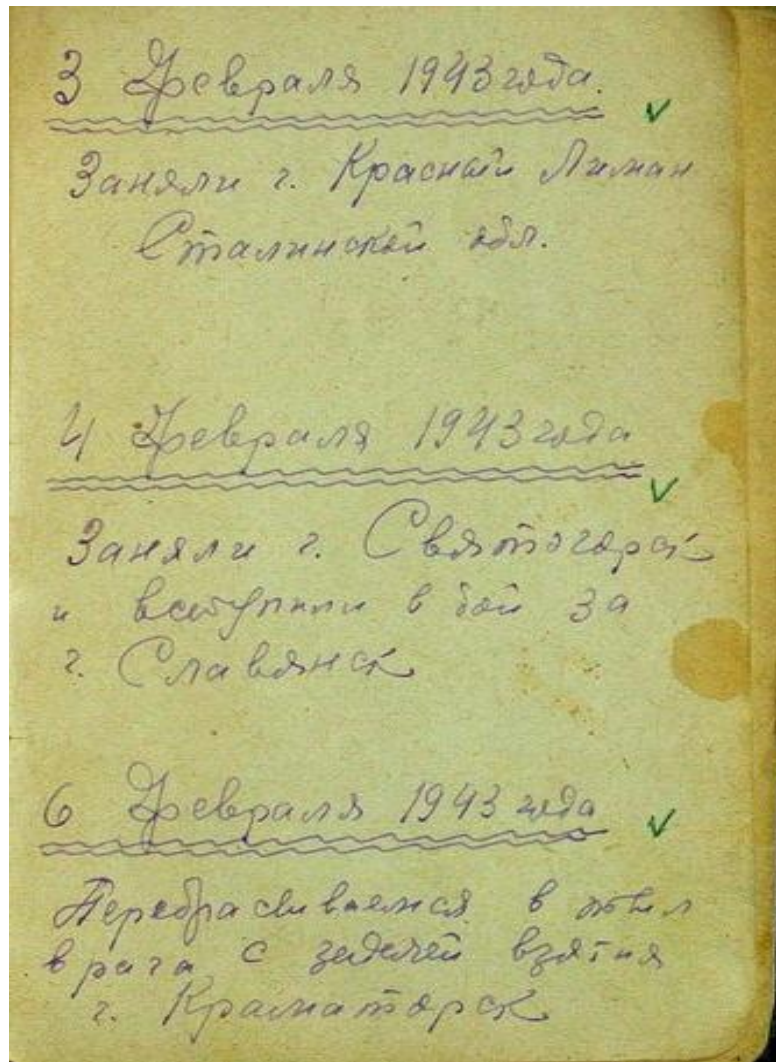 3 Февраля 1943 года.
Заняли г. Красный Лиман
Сталинской обл.
4 Февраля 1943 года
Заняли г. Святогорск
и вступили в бой за
г. Славянск
6 Февраля 1943 года
Перебрасываемся в тыл
врага с задачей взятия
г. Краматорск